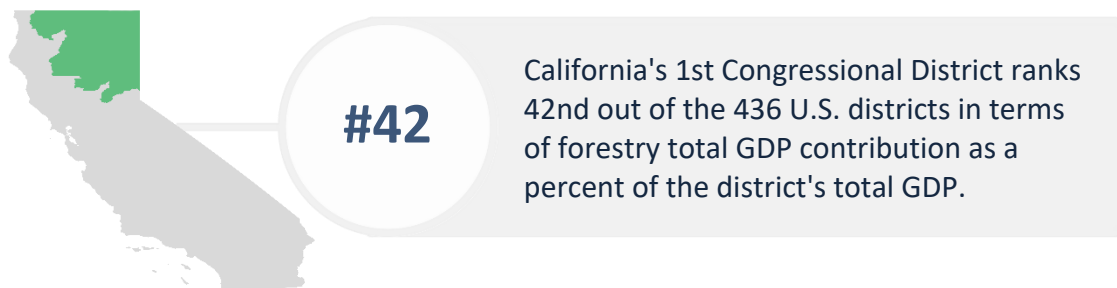 #42
California's 1st Congressional District ranks
42nd out of the 436 U.S. districts in terms
of forestry total GDP contribution as a
percent of the district's total GDP.